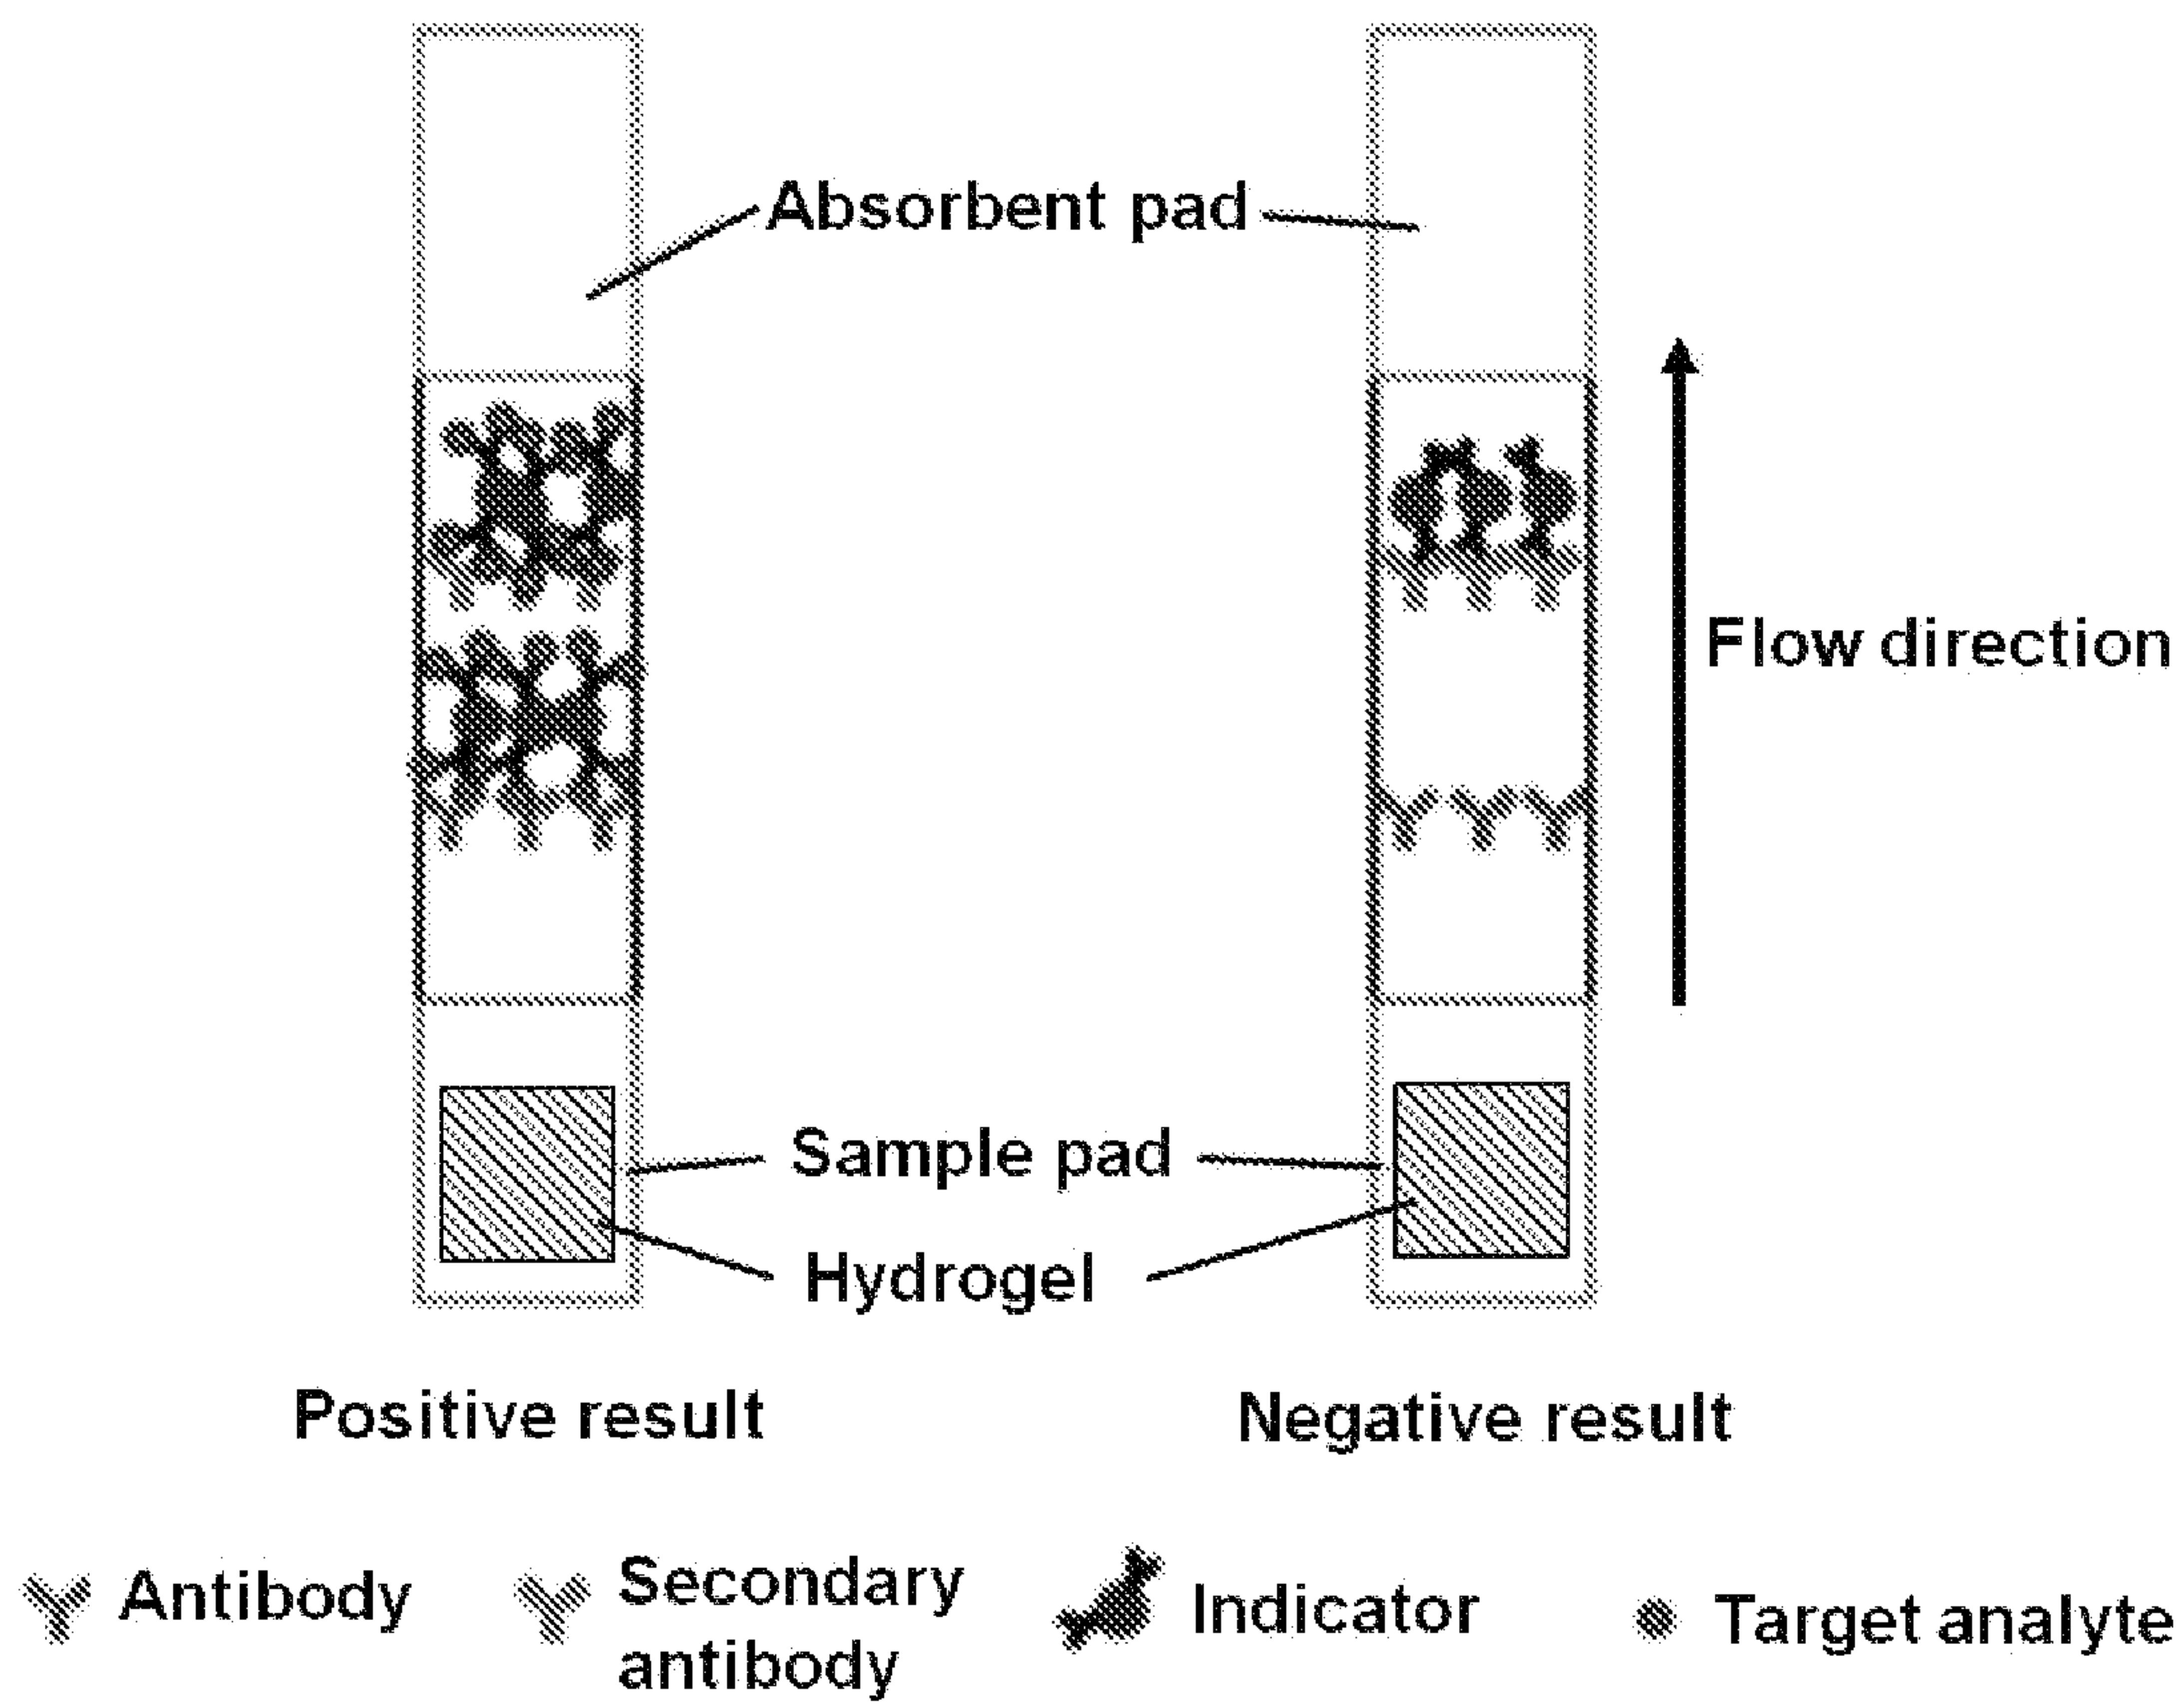 Absorbent pad
Flow direction
Sample pad
Hydrogel
Positive result
Negative result
Antibody
Secondary
antibody
Indicator
Target analyte